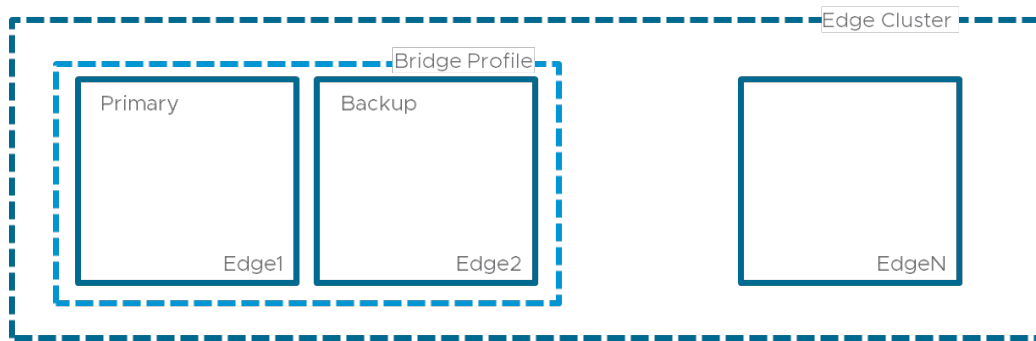 Edge Cluster
Bridge Profile
Primary
Backup
Edge1
Edge2
EdgeN